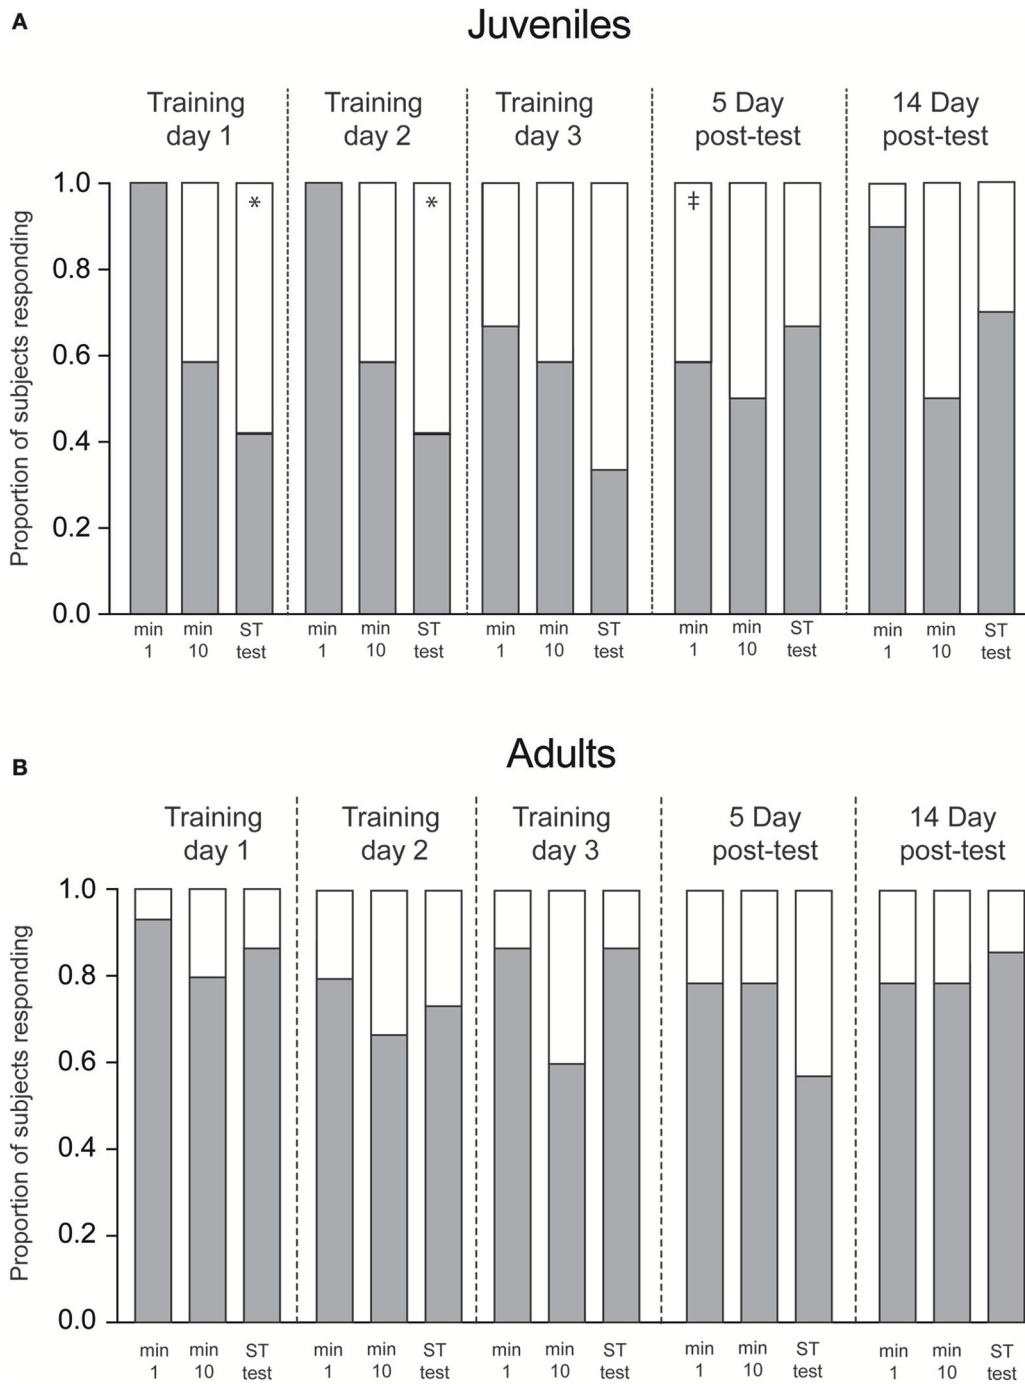 A
Juveniles
Training day 1
Training day 2
Training day 3
5 Day post-test
14 Day post-test
Proportion of subjects responding
1.0
0.8
0.6
0.4
0.2
0.0
*
*
‡
min 1
min 10
ST test
min 1
min 10
ST test
min 1
min 10
ST test
min 1
min 10
ST test
min 1
min 10
ST test
B
Adults
Training day 1
Training day 2
Training day 3
5 Day post-test
14 Day post-test
Proportion of subjects responding
1.0
0.8
0.6
0.4
0.2
0.0
min 1
min 10
ST test
min 1
min 10
ST test
min 1
min 10
ST test
min 1
min 10
ST test
min 1
min 10
ST test